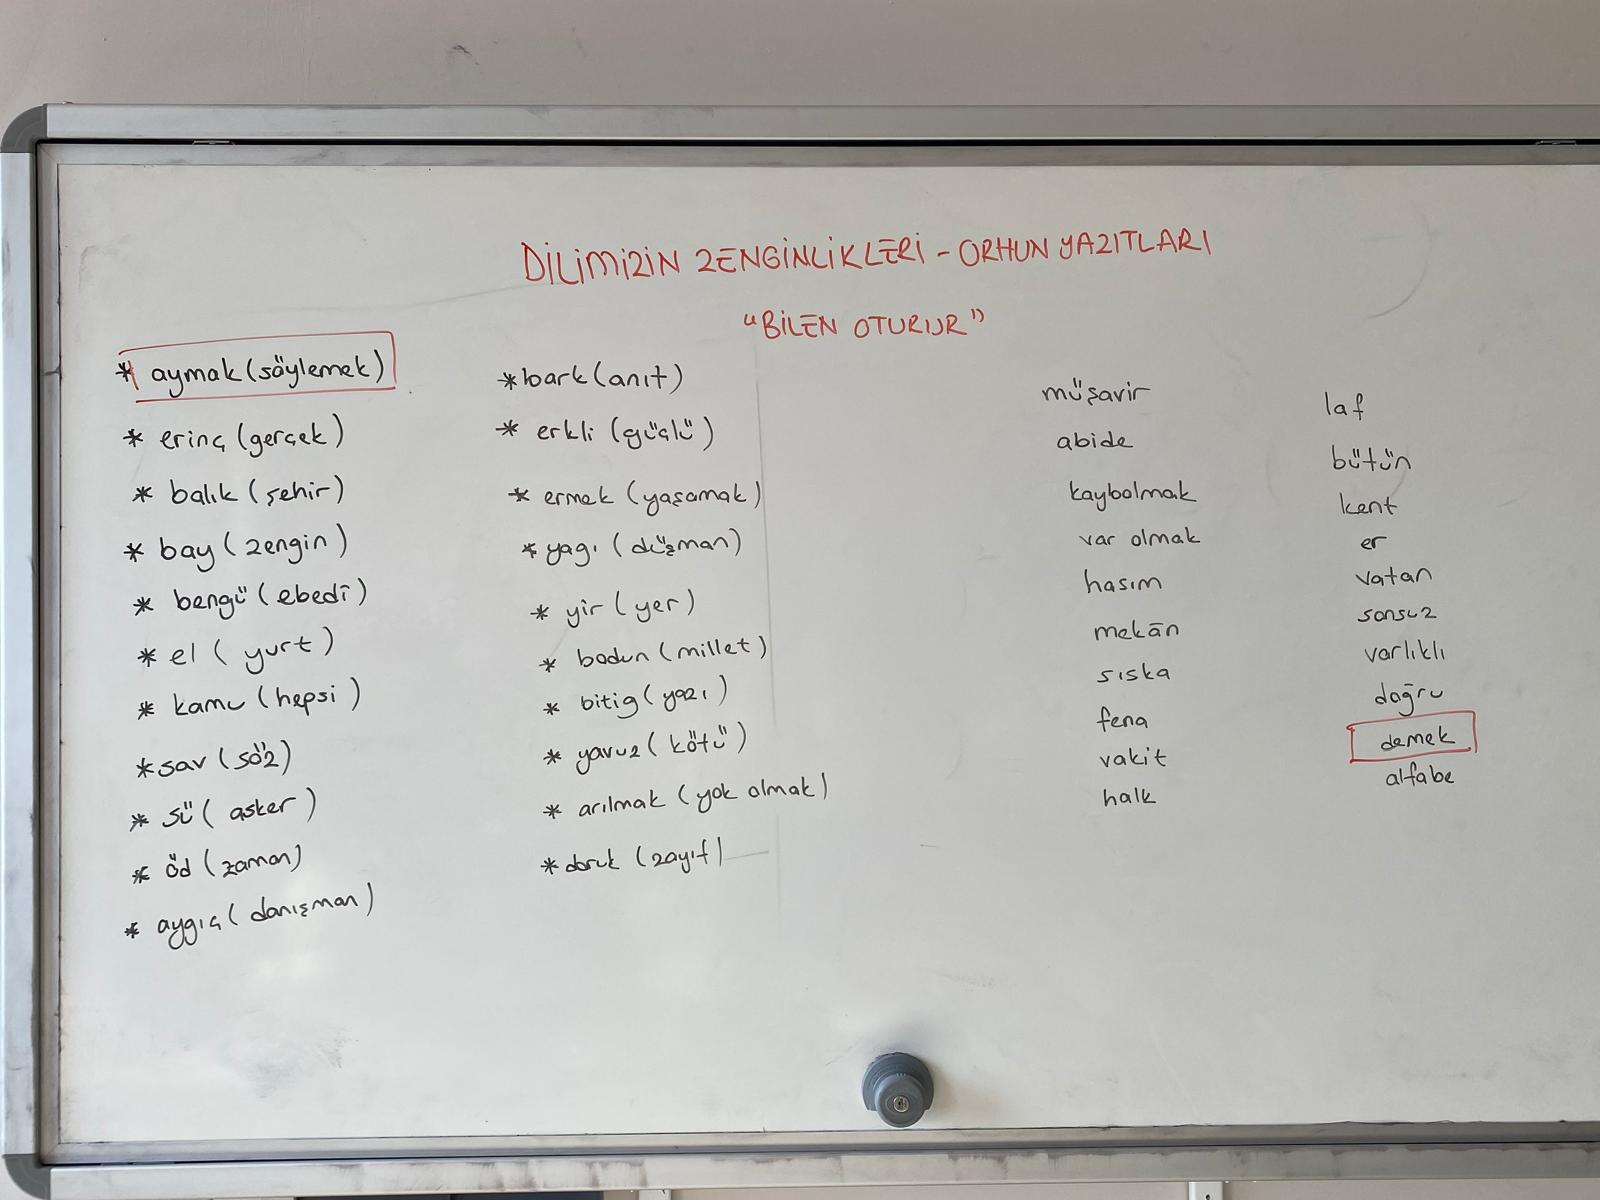 DİLİMİZİN ZENGİNLİKLERİ - ORHUN YAZITLARI
"BİLEN OTURUR"
* aymak (söylemek)
* erinç (gerçek)
* balık (şehir)
* bay (zengin)
* bengü (ebedî)
* el (yurt)
* kamu (hepsi)
* sav (söz)
* sü (asker)
* öd (zaman)
* aygıç (danışman)
* bark (anıt)
* erkli (güçlü)
* ermek (yaşamak)
* yagı (düşman)
* yir (yer)
* bodun (millet)
* bitig (yazı)
* yavuz (kötü)
* arılmak (yok olmak)
* doruk (zayıf)
müşavir
abide
kaybolmak
var olmak
hasım
mekān
sıska
fena
vakit
halk
laf
bütün
kent
er
vatan
sonsuz
varlıklı
doğru
demek
alfabe